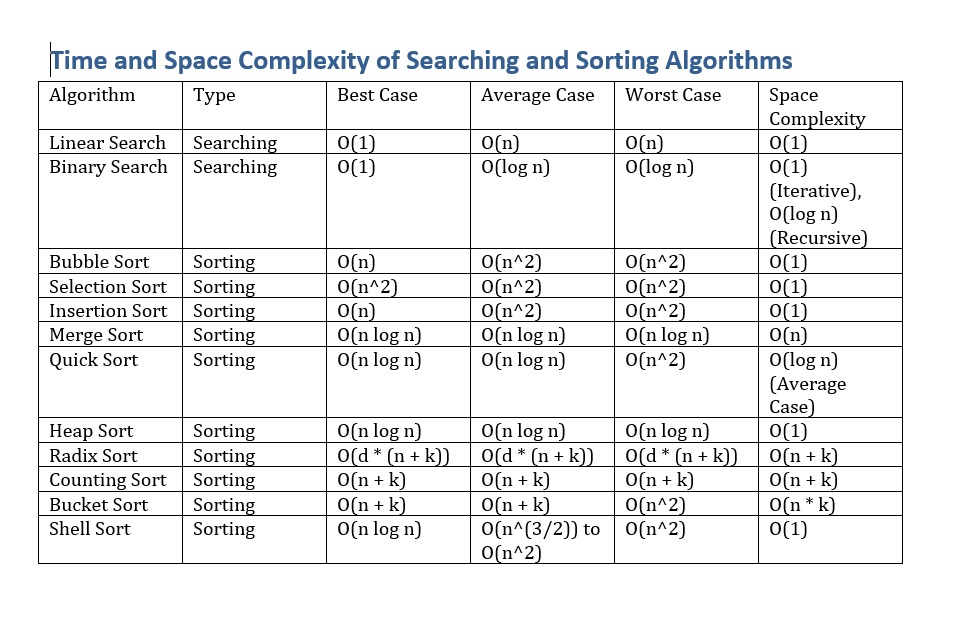 Time and Space Complexity of Searching and Sorting Algorithms
Algorithm Type Best Case Average Case Worst Case Space
Complexity
Linear Search Searching O(1) O(n) O(n) O(1)
Binary Search Searching O(1) O(log n) O(log n) O(1)
(Iterative),
O(log n)
(Recursive)
Bubble Sort Sorting O(n) O(n^2) O(n^2) O(1)
Selection Sort Sorting O(n^2) O(n^2) O(n^2) O(1)
Insertion Sort Sorting O(n) O(n^2) O(n^2) O(1)
Merge Sort Sorting O(n log n) O(n log n) O(n log n) O(n)
Quick Sort Sorting O(n log n) O(n log n) O(n^2) O(log n)
(Average
Case)
Heap Sort Sorting O(n log n) O(n log n) O(n log n) O(1)
Radix Sort Sorting O(d * (n + k)) O(d * (n + k)) O(d * (n + k)) O(n + k)
Counting Sort Sorting O(n + k) O(n + k) O(n + k) O(n + k)
Bucket Sort Sorting O(n + k) O(n + k) O(n^2) O(n * k)
Shell Sort Sorting O(n log n) O(n^(3/2)) to O(n^2) O(1)
O(n^2)